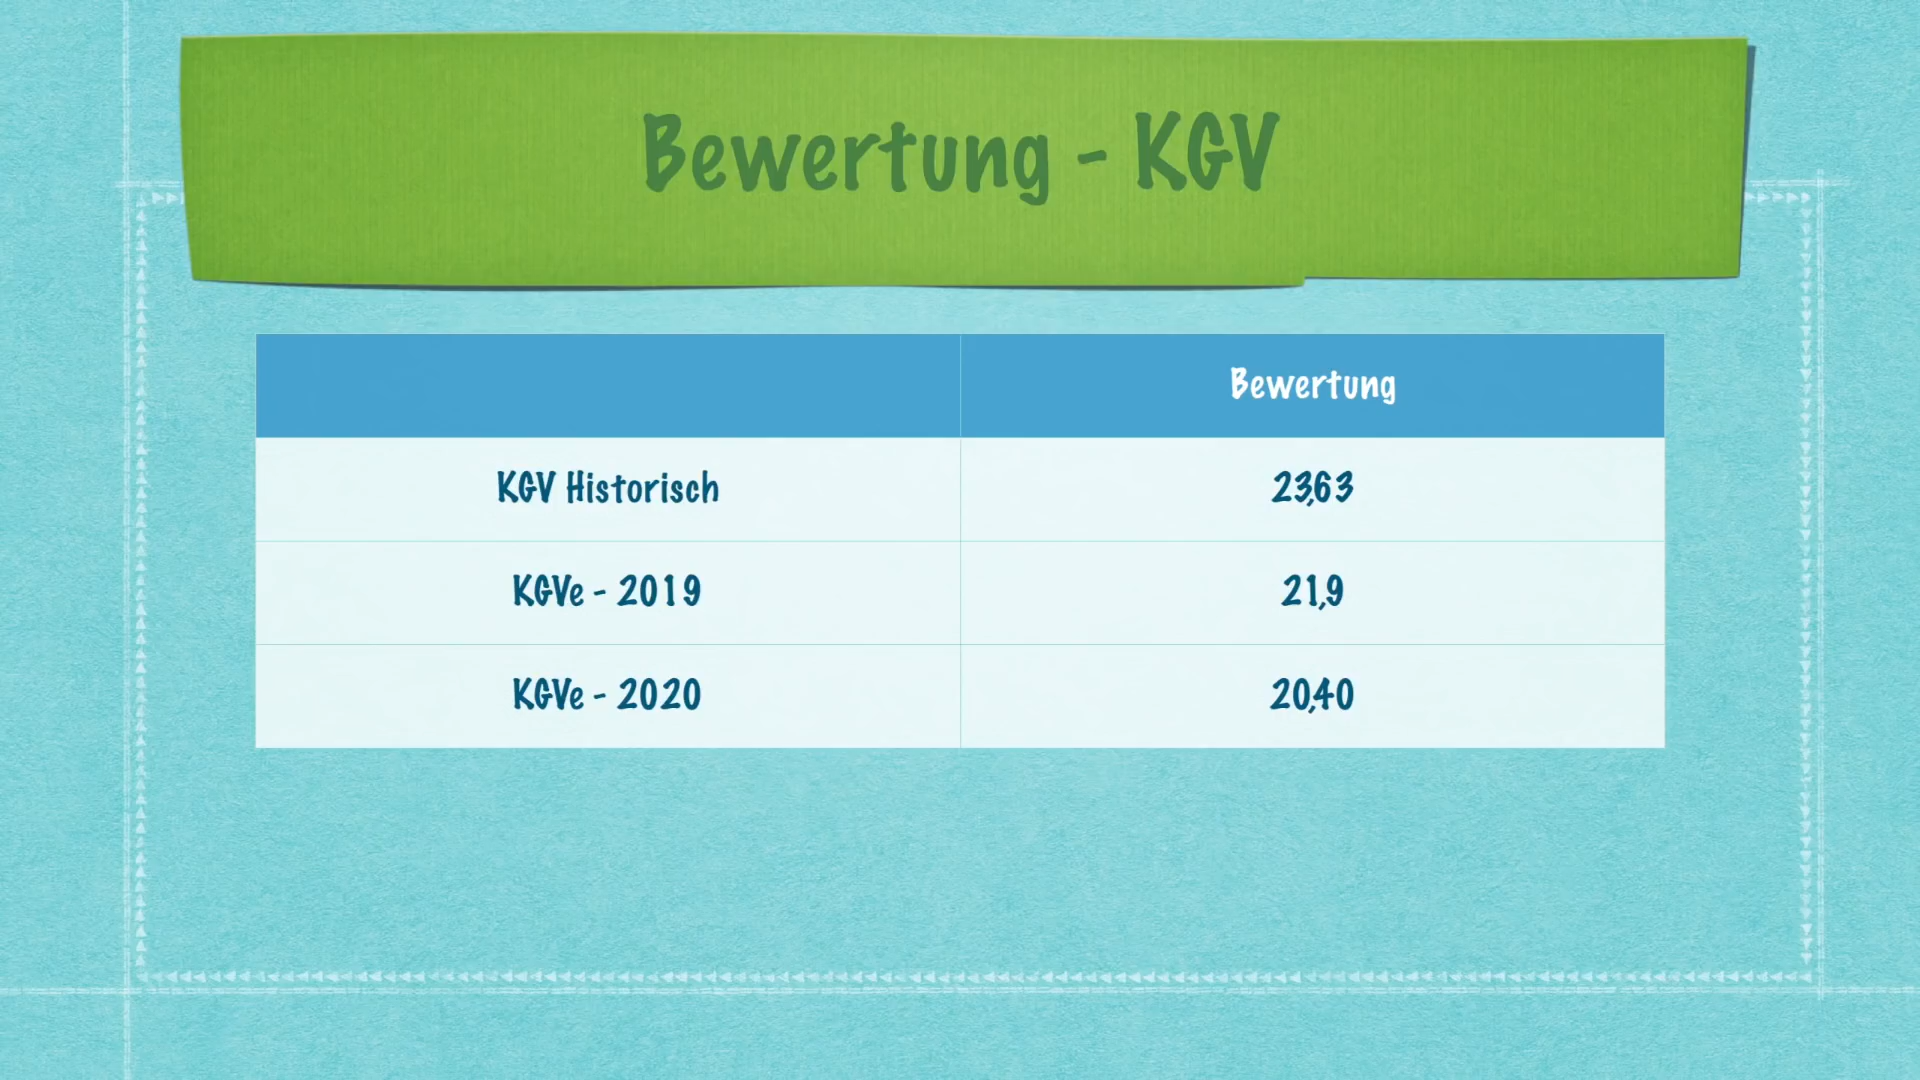 Bewertung - KGV
Bewertung
KGV Historisch 23,63
KGVe - 2019 21,9
KGVe - 2020 20,40